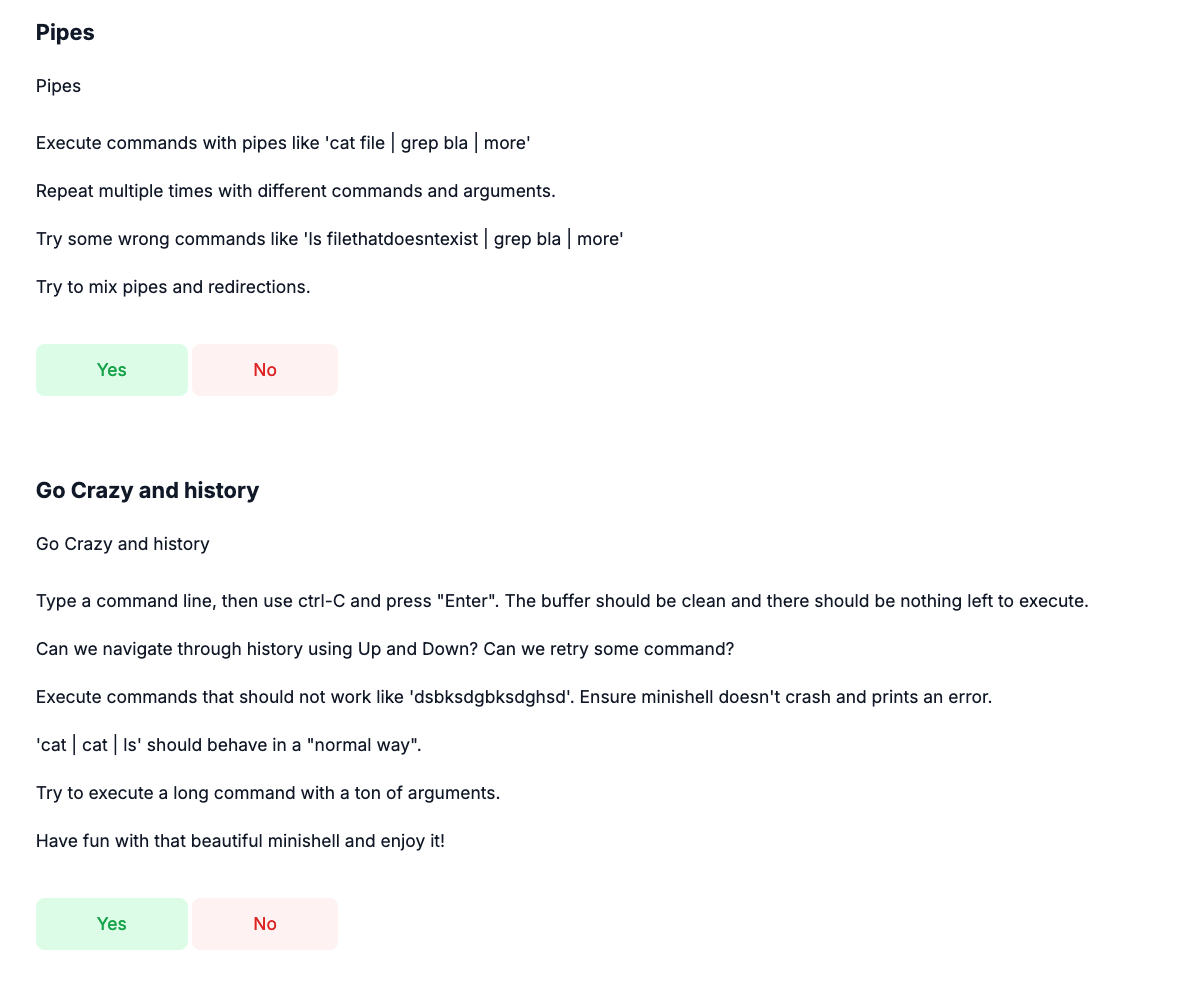 Pipes
Pipes
Execute commands with pipes like 'cat file | grep bla | more'
Repeat multiple times with different commands and arguments.
Try some wrong commands like 'ls filethatdoesntexist | grep bla | more'
Try to mix pipes and redirections.
Yes No
Go Crazy and history
Go Crazy and history
Type a command line, then use ctrl-C and press "Enter". The buffer should be clean and there should be nothing left to execute.
Can we navigate through history using Up and Down? Can we retry some command?
Execute commands that should not work like 'dsbksdgbksdghsd'. Ensure minishell doesn't crash and prints an error.
'cat | cat | ls' should behave in a "normal way".
Try to execute a long command with a ton of arguments.
Have fun with that beautiful minishell and enjoy it!
Yes No